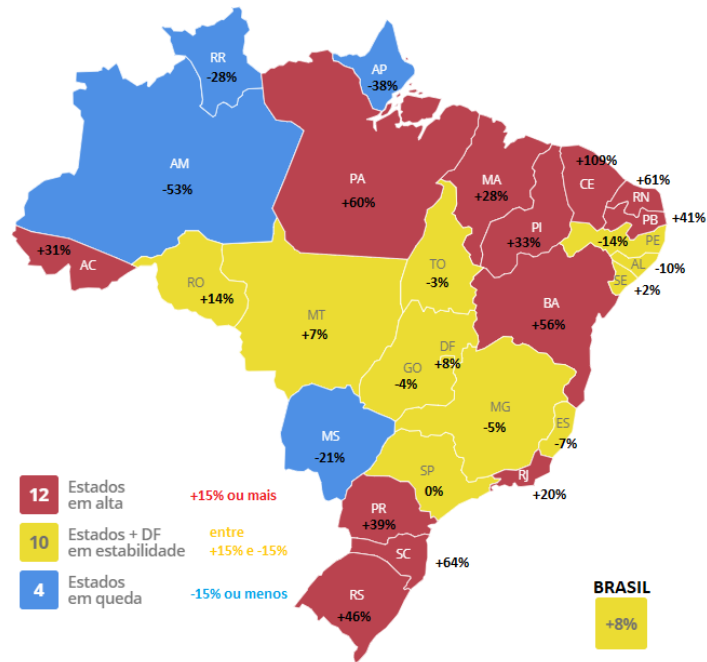 RR
-28%
AP
-38%
AM
-53%
PA
+60%
MA
+28%
+109%
CE
+61%
RN
PB
+41%
PI
+33%
-14%
PE
AL
-10%
SE
+2%
+31%
AC
RO
+14%
TO
-3%
MT
+7%
BA
+56%
DF
+8%
GO
-4%
MG
-5%
ES
-7%
MS
-21%
SP
0%
RJ
+20%
PR
+39%
SC
+64%
RS
+46%
12 Estados em alta +15% ou mais
10 Estados + DF em estabilidade entre +15% e -15%
4 Estados em queda -15% ou menos
BRASIL
+8%